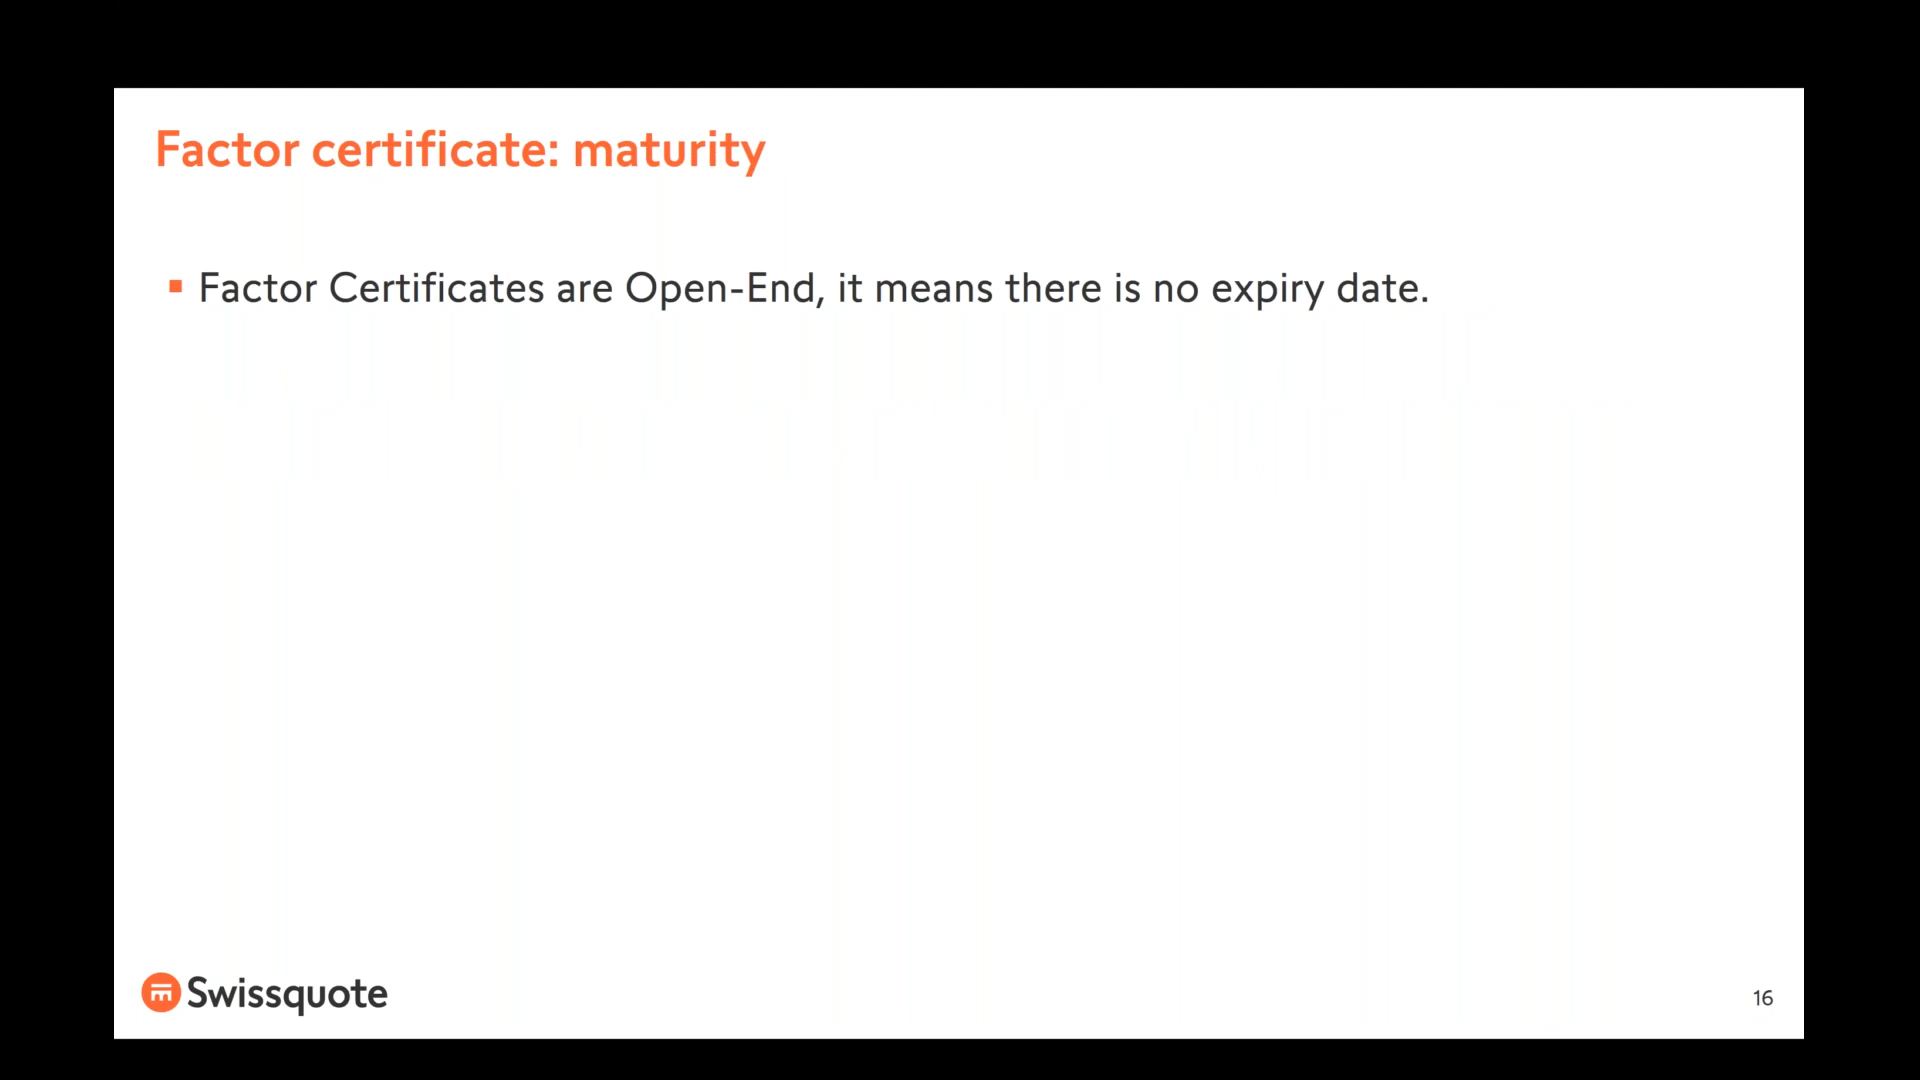 Factor certificate: maturity
▪ Factor Certificates are Open-End, it means there is no expiry date.
Swissquote
16